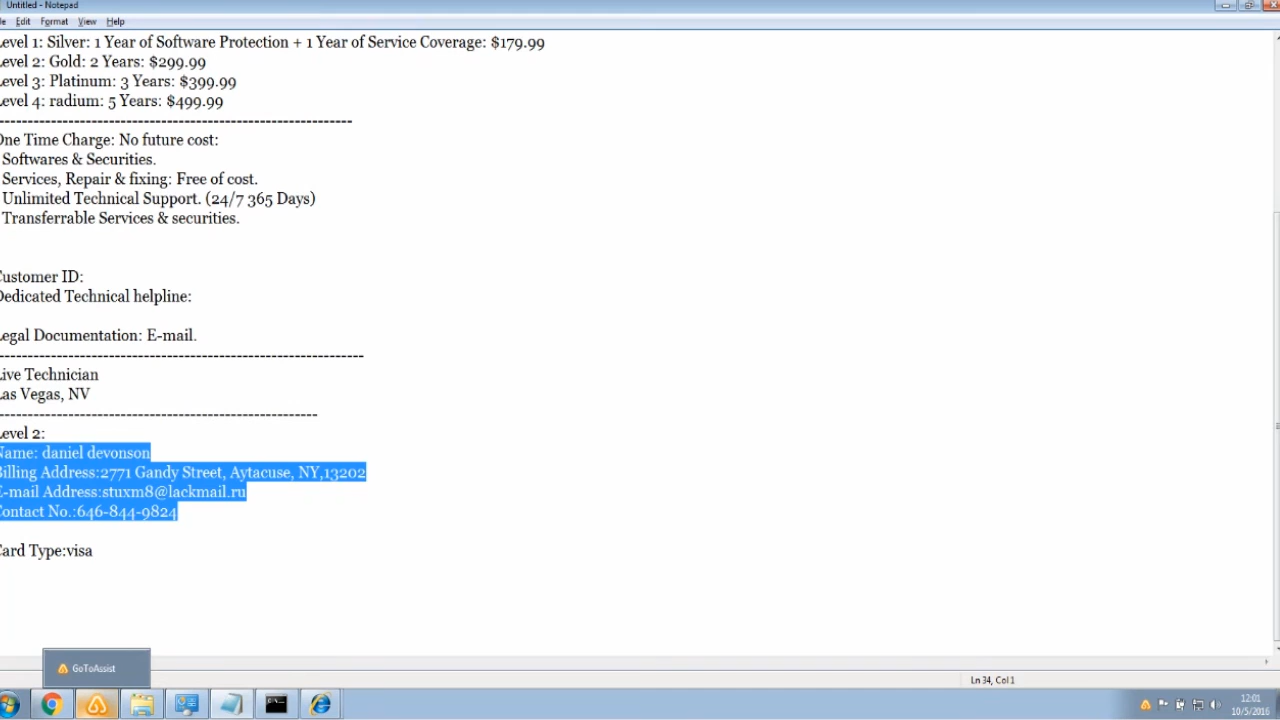 Untitled - Notepad
le Edit Format View Help
evel 1: Silver: 1 Year of Software Protection + 1 Year of Service Coverage: $179.99
evel 2: Gold: 2 Years: $299.99
evel 3: Platinum: 3 Years: $399.99
evel 4: radium: 5 Years: $499.99
------------------------------------------------------------
One Time Charge: No future cost:
Softwares & Securities.
Services, Repair & fixing: Free of cost.
Unlimited Technical Support. (24/7 365 Days)
Transferrable Services & securities.
Customer ID:
Dedicated Technical helpline:
Legal Documentation: E-mail.
--------------------------------------------------------------
Live Technician
Las Vegas, NV
------------------------------------------------------
Level 2:
Name: daniel devonson
Billing Address:2771 Gandy Street, Aytacuse, NY,13202
E-mail Address:stuxm8@lackmail.ru
Contact No.:646-844-9824
Card Type:visa
GoToAssist
Ln 34, Col 1
12:01
10/5/2016